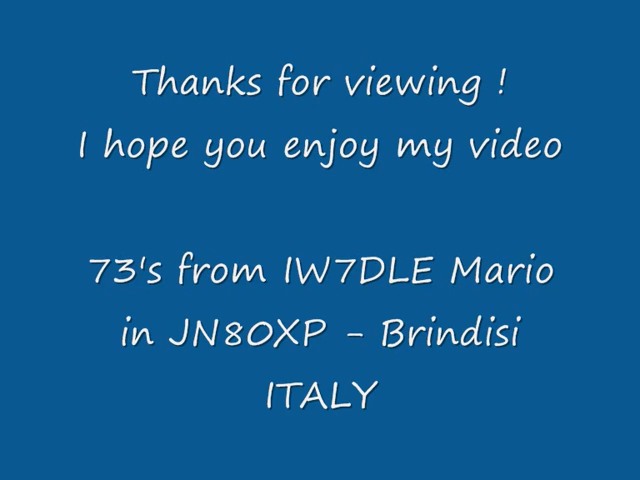 Thanks for viewing !
I hope you enjoy my video
73's from IW7DLE Mario
in JN80XP - Brindisi
ITALY